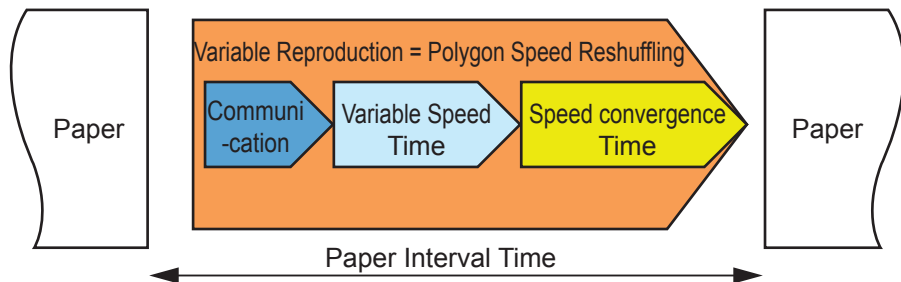 Variable Reproduction = Polygon Speed Reshuffling
Paper
Communi
-cation
Variable Speed
Time
Speed convergence
Time
Paper
Paper Interval Time